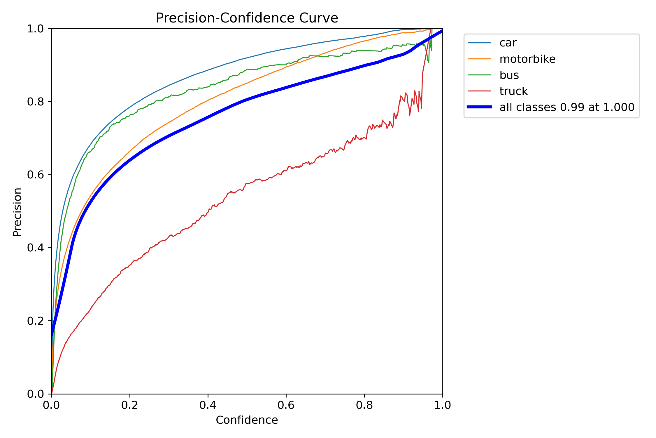 Precision-Confidence Curve
1.0
0.8
0.6
0.4
0.2
0.0
Precision
0.0 0.2 0.4 0.6 0.8 1.0
Confidence
car
motorbike
bus
truck
all classes 0.99 at 1.000